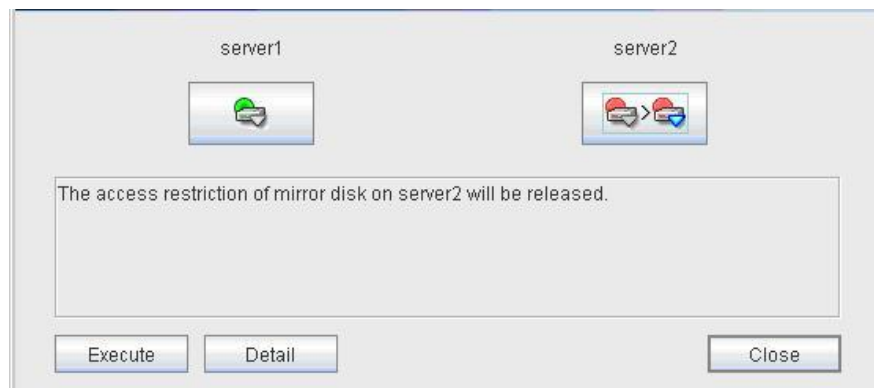 server1
server2
>
The access restriction of mirror disk on server2 will be released.
Execute
Detail
Close